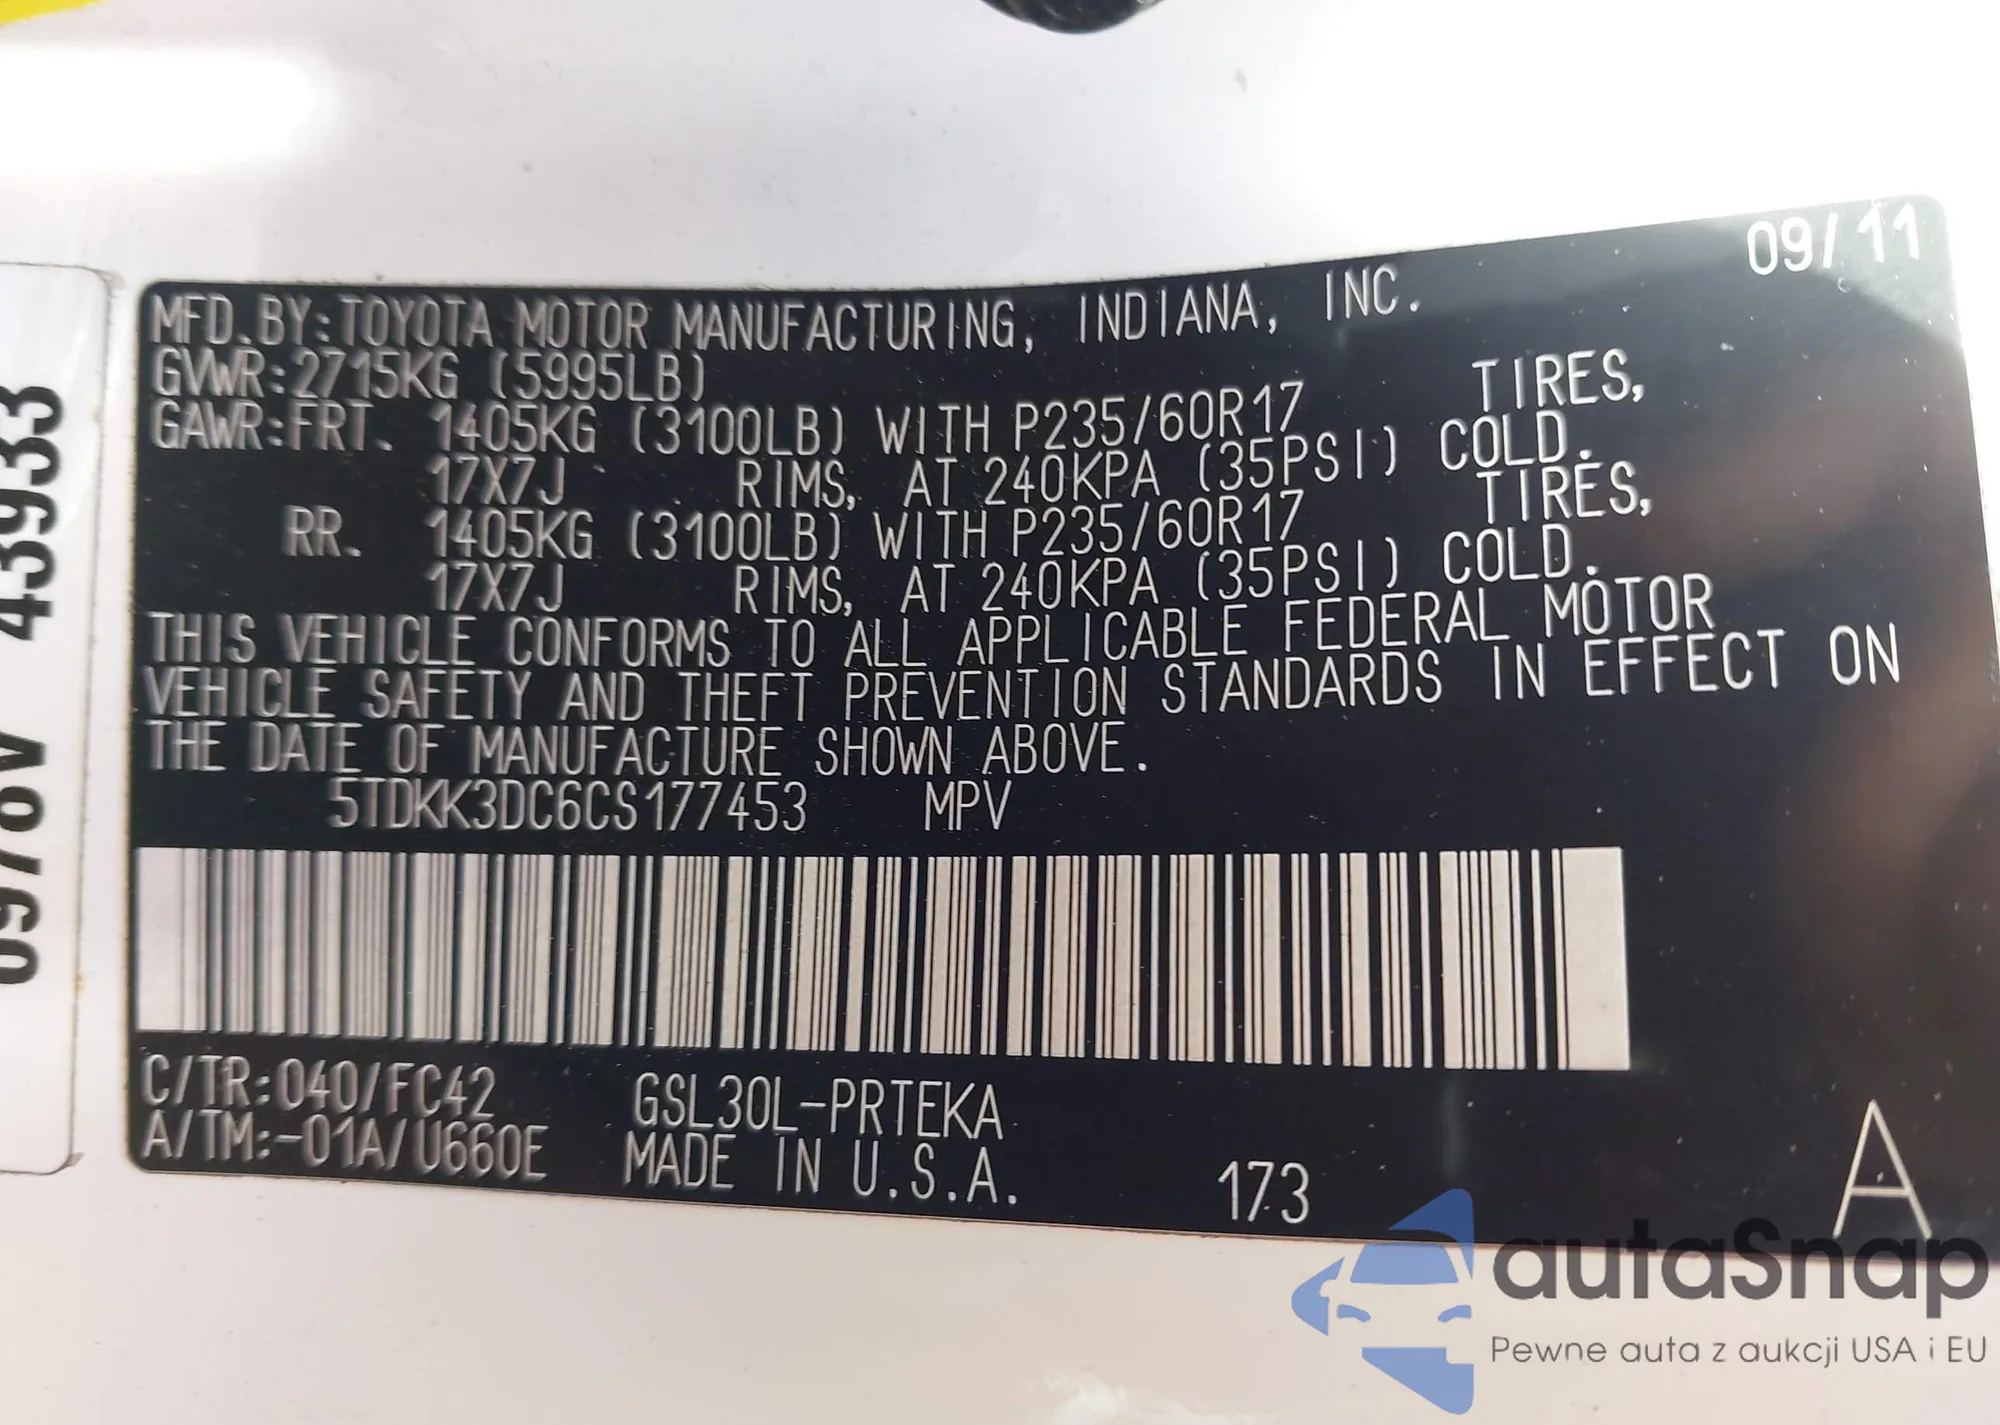 09/11
MFD.BY:TOYOTA MOTOR MANUFACTURING, INDIANA, INC.
GVWR:2715KG (5995LB)
GAWR:FRT. 1405KG (3100LB) WITH P235/60R17 TIRES,
17X7J RIMS, AT 240KPA (35PSI) COLD.
RR. 1405KG (3100LB) WITH P235/60R17 TIRES,
17X7J RIMS, AT 240KPA (35PSI) COLD.
THIS VEHICLE CONFORMS TO ALL APPLICABLE FEDERAL MOTOR
VEHICLE SAFETY AND THEFT PREVENTION STANDARDS IN EFFECT ON
THE DATE OF MANUFACTURE SHOWN ABOVE.
5TDKK3DC6CS177453 MPV
C/TR:040/FC42 GSL30L-PRTEKA
A/TM:-01A/U660E MADE IN U.S.A. 173
A
0978V 43933
autaSnap
Pewne auta z aukcji USA i EU